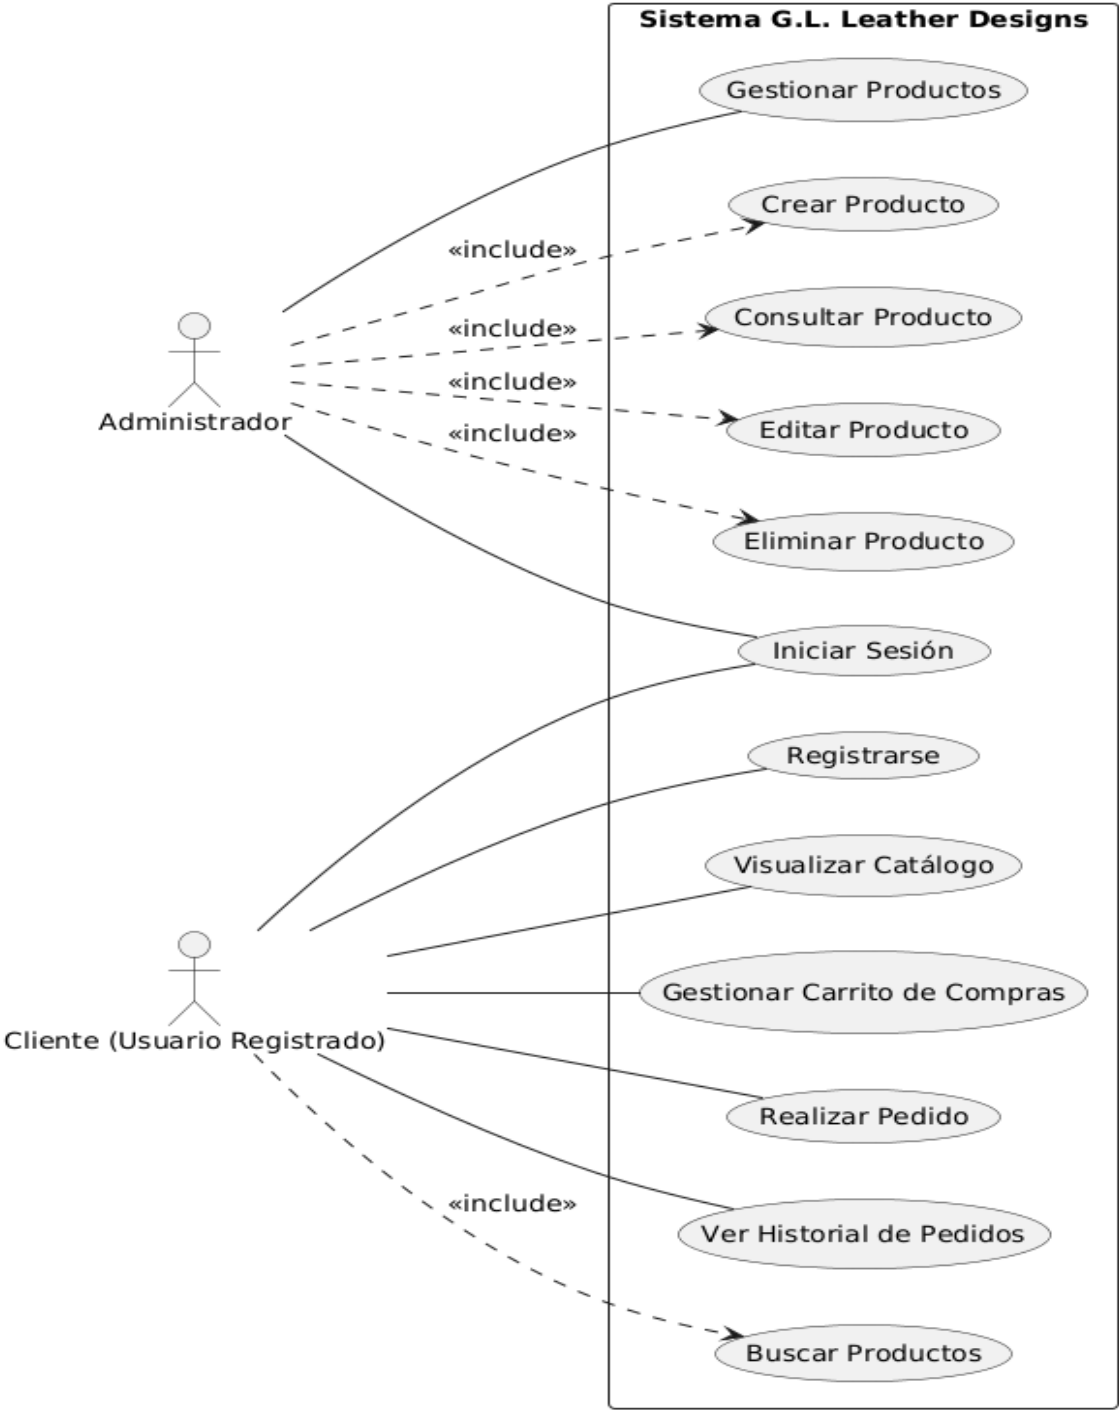 Sistema G.L. Leather Designs
Gestionar Productos
Crear Producto
«include»
Consultar Producto
«include»
«include»
Administrador
Editar Producto
«include»
Eliminar Producto
Iniciar Sesión
Registrarse
Visualizar Catálogo
Gestionar Carrito de Compras
Cliente (Usuario Registrado)
Realizar Pedido
«include»
Ver Historial de Pedidos
Buscar Productos